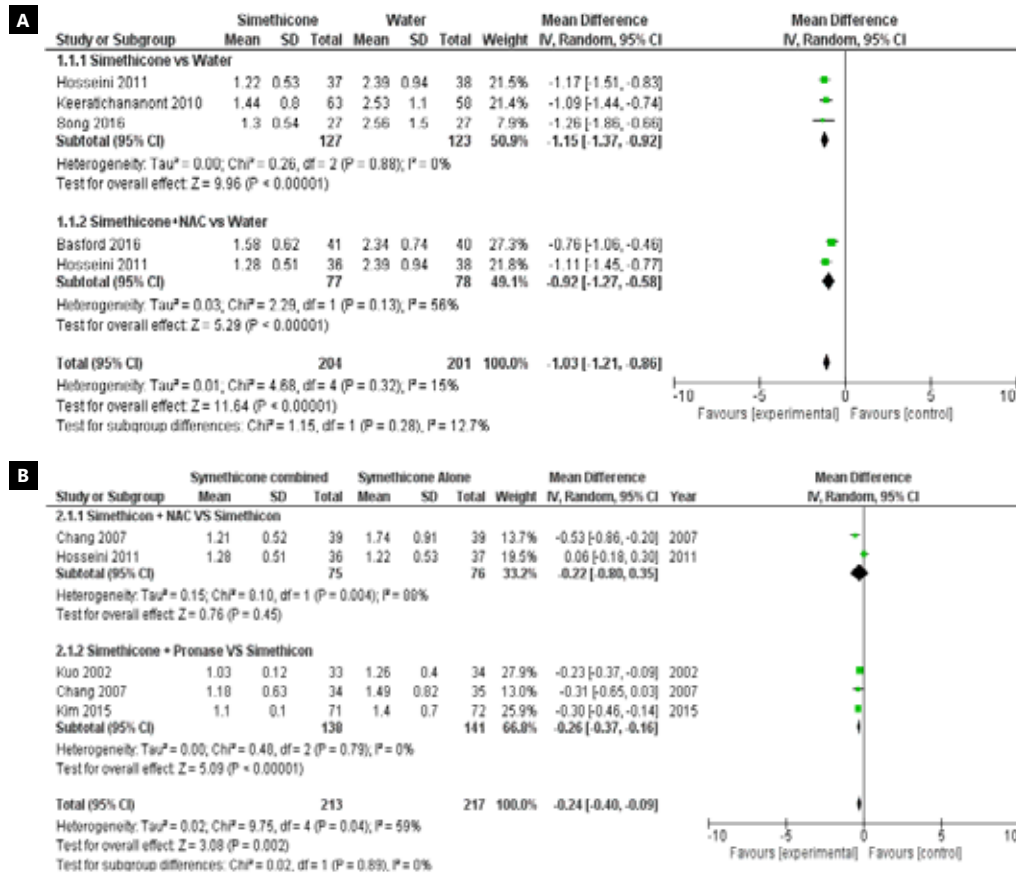 A
Simethicone Water Mean Difference Mean Difference
Study or Subgroup Mean SD Total Mean SD Total Weight IV, Random, 95% CI IV, Random, 95% CI
1.1.1 Simethicone vs Water
Hosseini 2011 1.22 0.53 37 2.39 0.94 38 21.5% -1.17 [-1.51, -0.83]
Keeratichananont 2010 1.44 0.8 63 2.53 1.1 58 21.4% -1.09 [-1.44, -0.74]
Song 2016 1.3 0.54 27 2.56 1.5 27 7.9% -1.26 [-1.86, -0.66]
Subtotal (95% CI) 127 123 50.9% -1.15 [-1.37, -0.92]
Heterogeneity: Tau² = 0.00; Chi² = 0.26, df = 2 (P = 0.88); I² = 0%
Test for overall effect: Z = 9.96 (P < 0.00001)
1.1.2 Simethicone+NAC vs Water
Basford 2016 1.58 0.62 41 2.34 0.74 40 27.3% -0.76 [-1.06, -0.46]
Hosseini 2011 1.28 0.51 36 2.39 0.94 38 21.8% -1.11 [-1.45, -0.77]
Subtotal (95% CI) 77 78 49.1% -0.92 [-1.27, -0.58]
Heterogeneity: Tau² = 0.03; Chi² = 2.29, df = 1 (P = 0.13); I² = 56%
Test for overall effect: Z = 5.29 (P < 0.00001)
Total (95% CI) 204 201 100.0% -1.03 [-1.21, -0.86]
Heterogeneity: Tau² = 0.01; Chi² = 4.68, df = 4 (P = 0.32); I² = 15%
Test for overall effect: Z = 11.64 (P < 0.00001)
Test for subgroup differences: Chi² = 1.15, df = 1 (P = 0.28), I² = 12.7%
-10 -5 0 5 10
Favours [experimental] Favours [control]
B
Symethicone combined Symethicone Alone Mean Difference Mean Difference
Study or Subgroup Mean SD Total Mean SD Total Weight IV, Random, 95% CI Year IV, Random, 95% CI
2.1.1 Simethicon + NAC VS Simethicon
Chang 2007 1.21 0.52 39 1.74 0.91 39 13.7% -0.53 [-0.86, -0.20] 2007
Hosseini 2011 1.28 0.51 36 1.22 0.53 37 19.5% 0.06 [-0.18, 0.30] 2011
Subtotal (95% CI) 75 76 33.2% -0.22 [-0.80, 0.35]
Heterogeneity: Tau² = 0.15; Chi² = 8.10, df = 1 (P = 0.004); I² = 88%
Test for overall effect: Z = 0.76 (P = 0.45)
2.1.2 Simethicone + Pronase VS Simethicon
Kuo 2002 1.03 0.12 33 1.26 0.4 34 27.9% -0.23 [-0.37, -0.09] 2002
Chang 2007 1.18 0.63 34 1.49 0.82 35 13.0% -0.31 [-0.65, 0.03] 2007
Kim 2015 1.1 0.1 71 1.4 0.7 72 25.9% -0.30 [-0.46, -0.14] 2015
Subtotal (95% CI) 138 141 66.8% -0.26 [-0.37, -0.16]
Heterogeneity: Tau² = 0.00; Chi² = 0.48, df = 2 (P = 0.79); I² = 0%
Test for overall effect: Z = 5.09 (P < 0.00001)
Total (95% CI) 213 217 100.0% -0.24 [-0.40, -0.09]
Heterogeneity: Tau² = 0.02; Chi² = 9.75, df = 4 (P = 0.04); I² = 59%
Test for overall effect: Z = 3.08 (P = 0.002)
Test for subgroup differences: Chi² = 0.02, df = 1 (P = 0.89), I² = 0%
-10 -5 0 5 10
Favours [experimental] Favours [control]